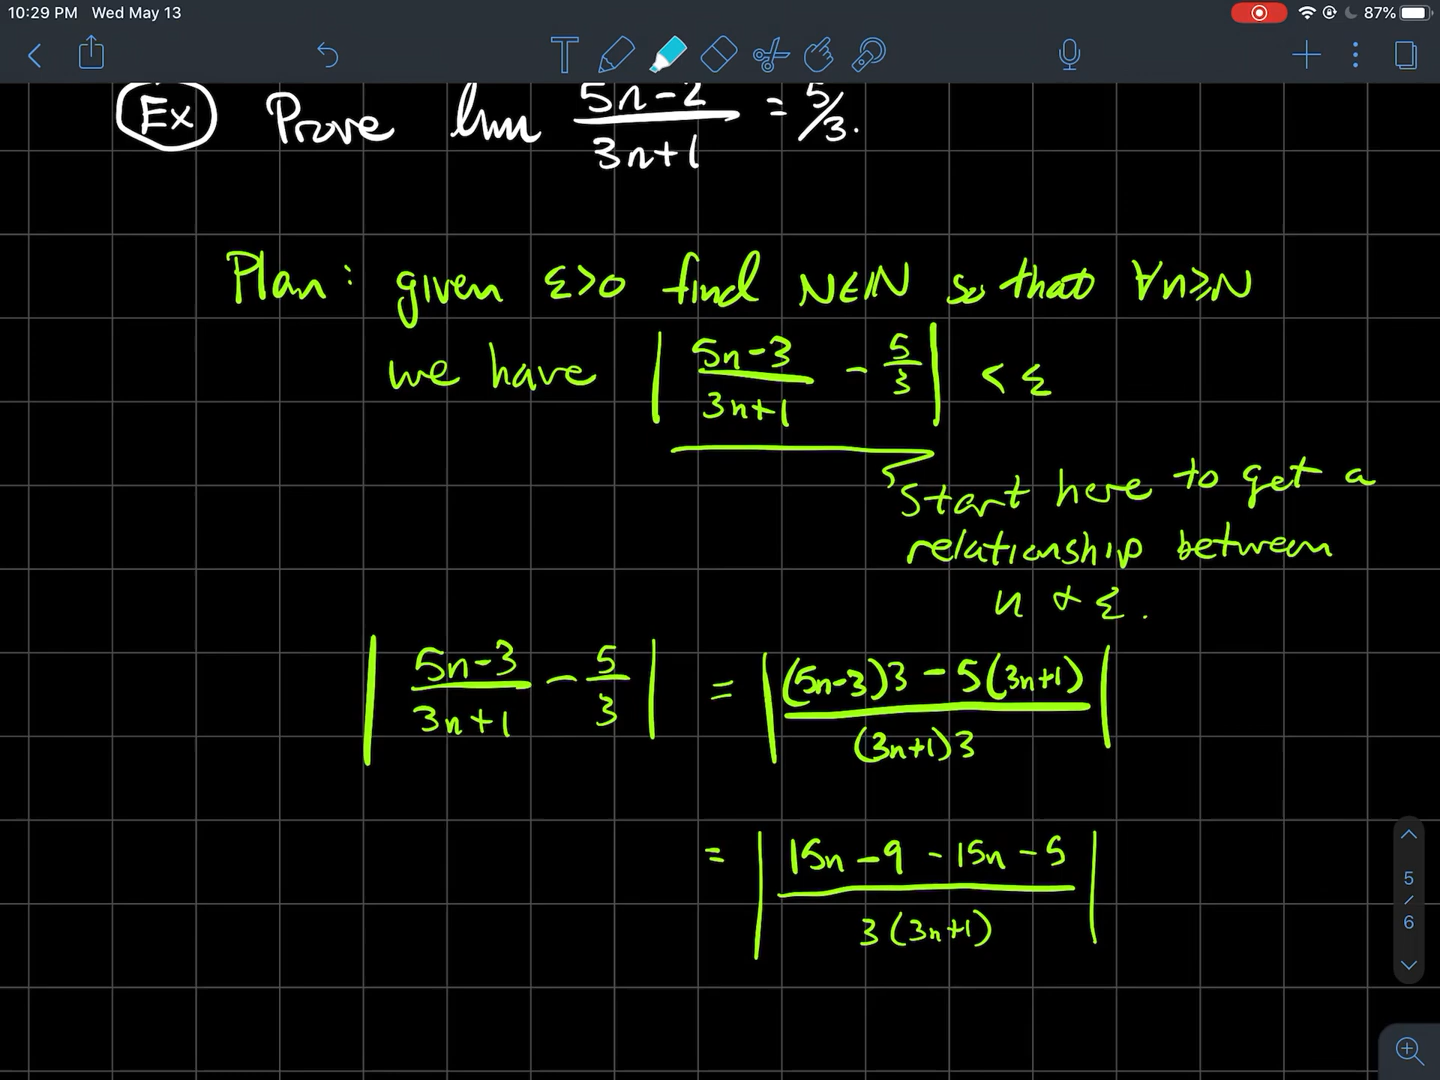 10:29 PM Wed May 13
87%
Ex Prove lim (5n-2)/(3n+1) = 5/3.
Plan: given ε>0 find N∈ℕ so that ∀n≥N
we have |(5n-3)/(3n+1) - 5/3| < ε
Start here to get a
relationship between
n & ε.
|(5n-3)/(3n+1) - 5/3| = |((5n-3)3 - 5(3n+1))/((3n+1)3)|
= |(15n-9-15n-5)/(3(3n+1))|
5
/
6